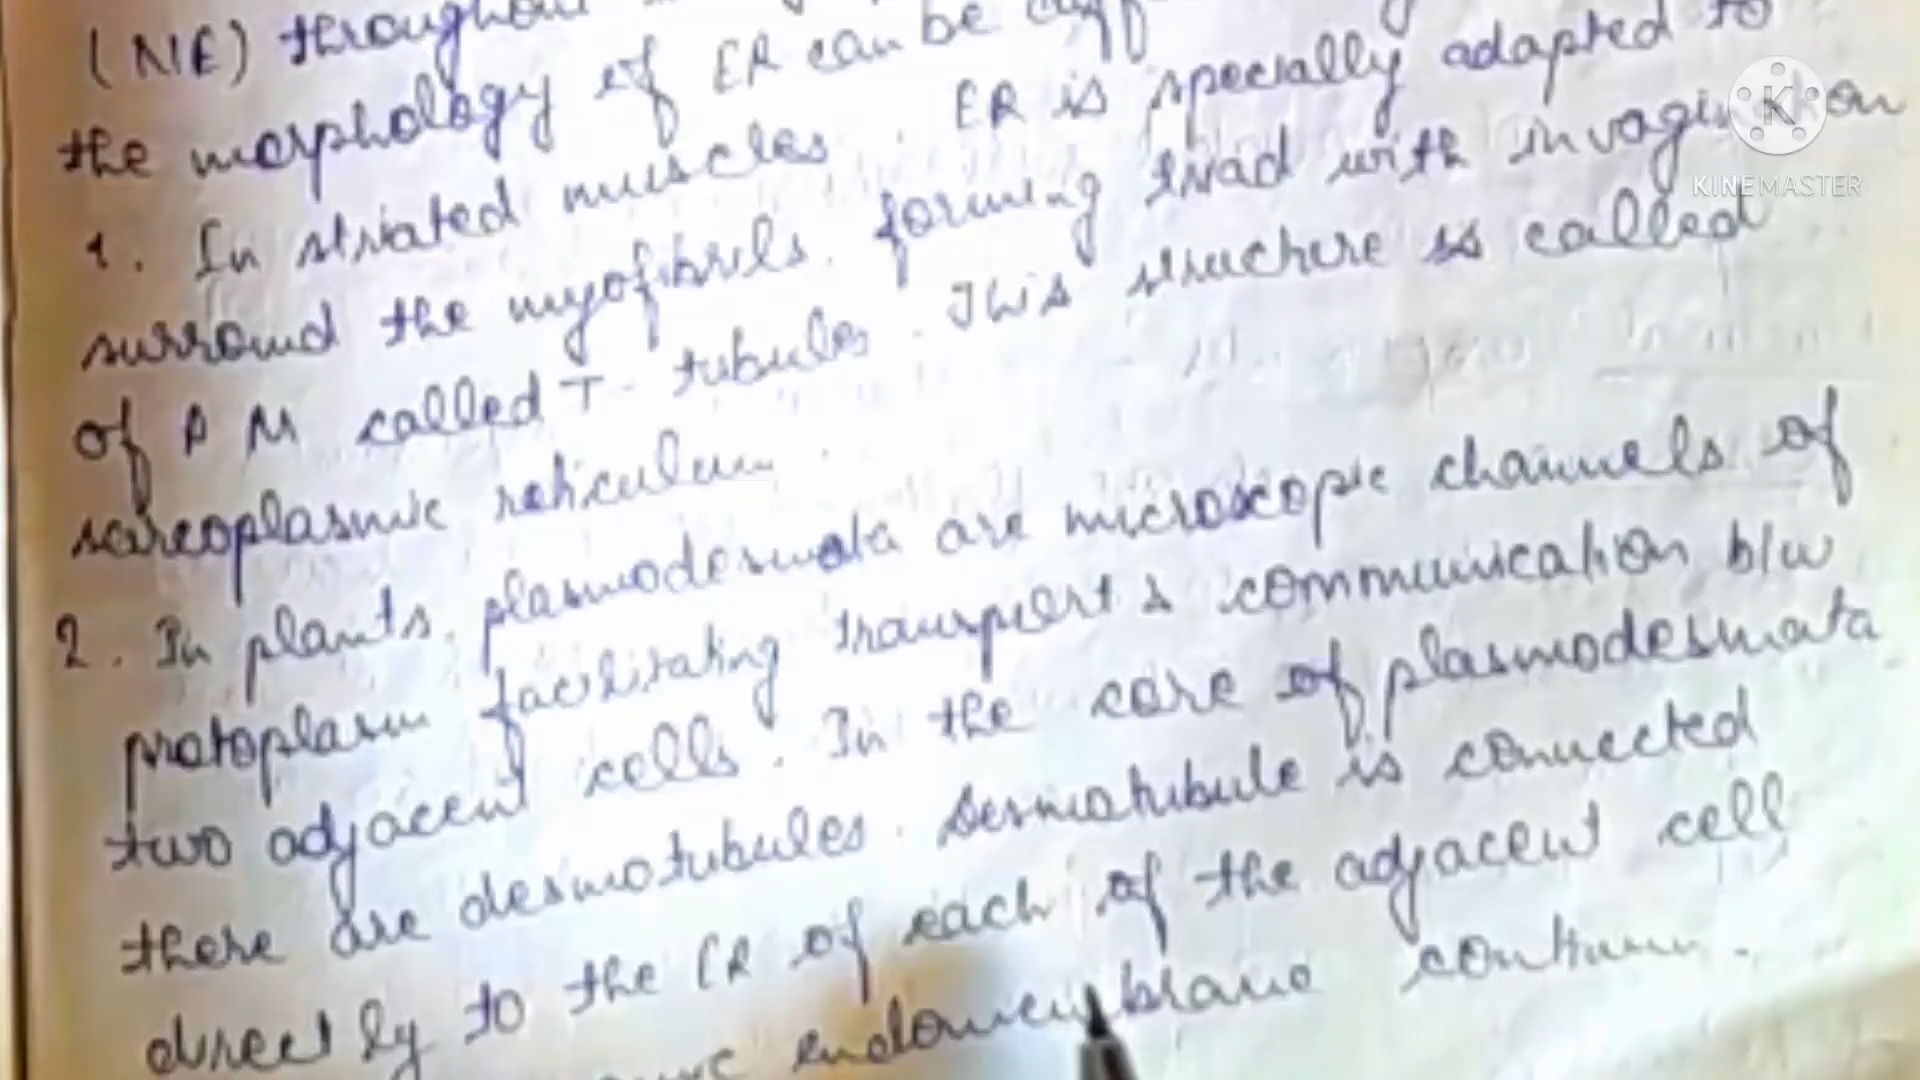 (NE) throughout
the morphology of ER can be
1. In striated muscles, ER is specially adapted to
surround the myofibrils, forming triad with invagination
of PM called T-tubules. This structure is called
sarcoplasmic reticulum.
2. In plants, plasmodesmata are microscopic channels of
protoplasm facilitating transport & communication b/w
two adjacent cells. In the core of plasmodesmata
there are desmotubules. Desmotubule is connected
directly to the ER of each of the adjacent cell
endomembrane continuum.
KINEMASTER